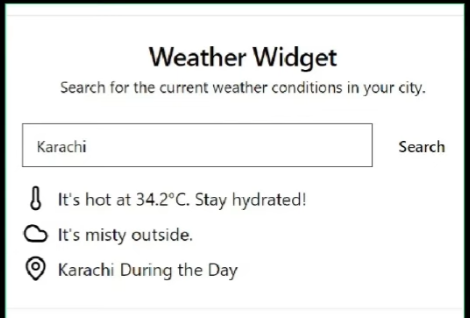 Weather Widget
Search for the current weather conditions in your city.
Karachi
Search
It's hot at 34.2°C. Stay hydrated!
It's misty outside.
Karachi During the Day